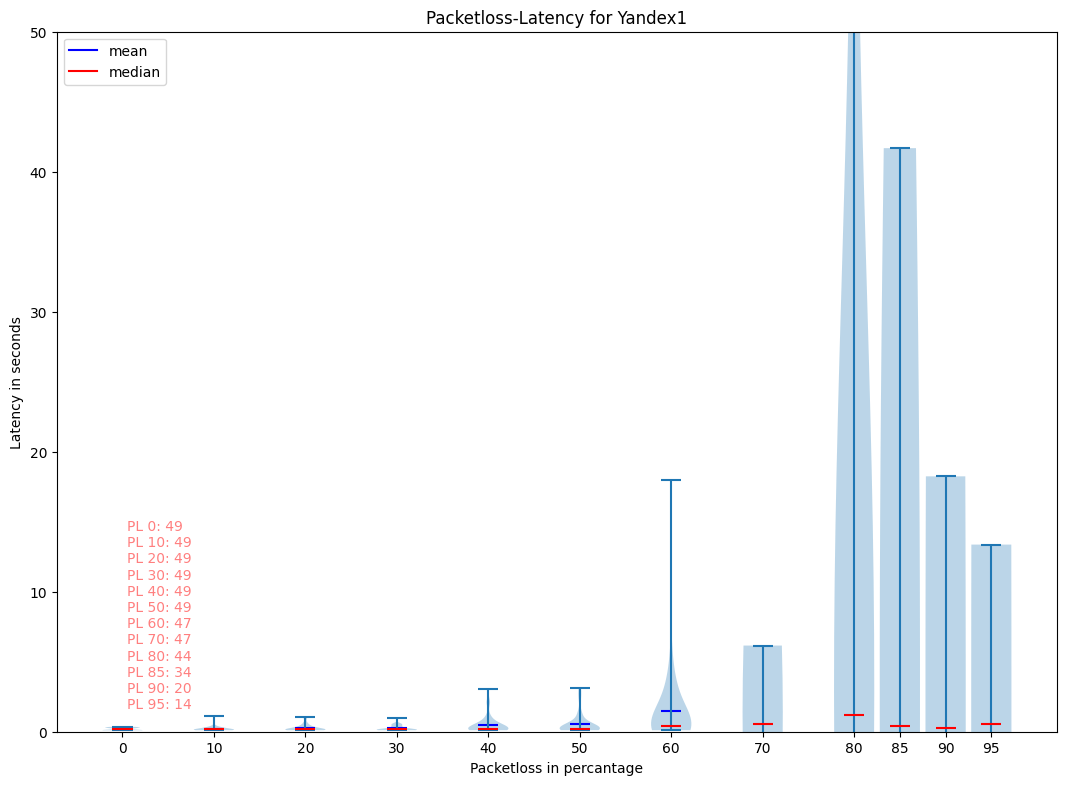 Packetloss-Latency for Yandex1
mean
median
50
40
30
20
10
0
Latency in seconds
PL 0: 49
PL 10: 49
PL 20: 49
PL 30: 49
PL 40: 49
PL 50: 49
PL 60: 47
PL 70: 47
PL 80: 44
PL 85: 34
PL 90: 20
PL 95: 14
0 10 20 30 40 50 60 70 80 85 90 95
Packetloss in percantage